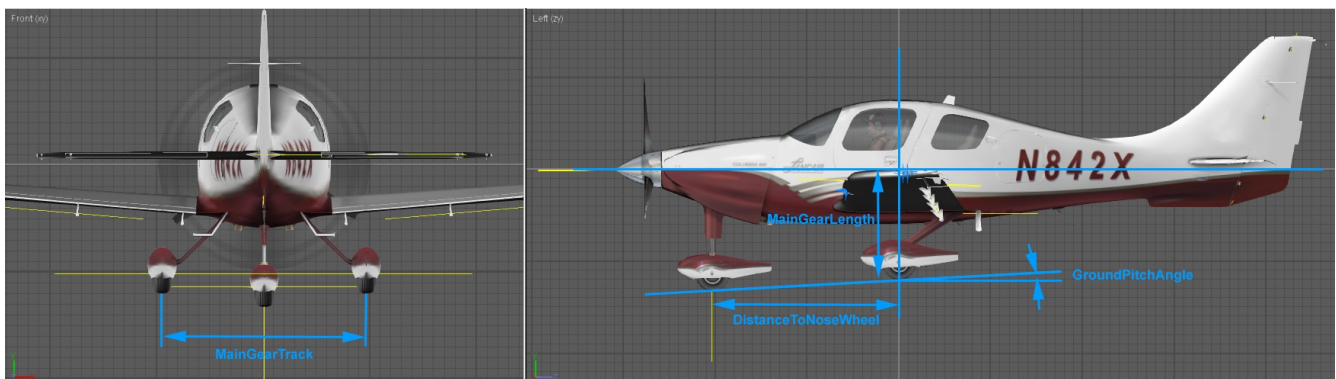 Front (xy)
Left (zy)
N842X
MainGearLength
GroundPitchAngle
DistanceToNoseWheel
MainGearTrack